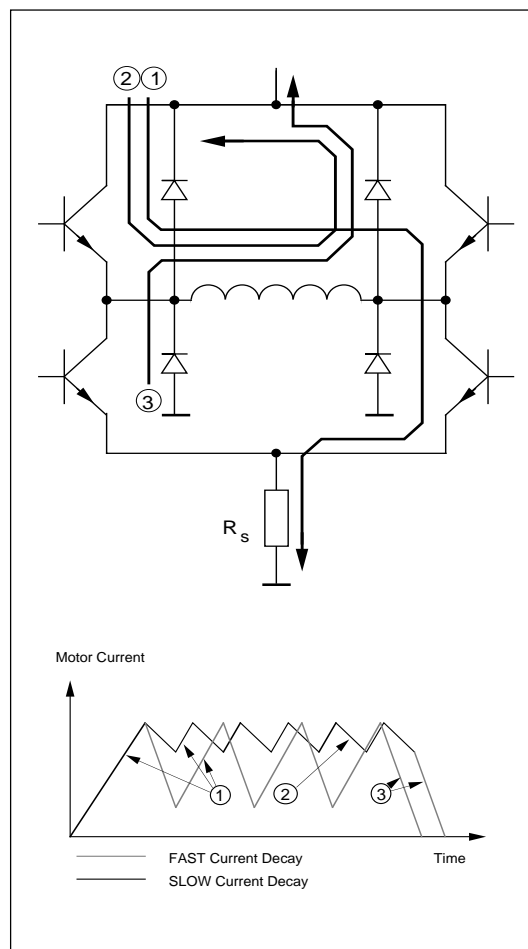 ② ①
③
R s
Motor Current
① ② ③
FAST Current Decay Time
SLOW Current Decay